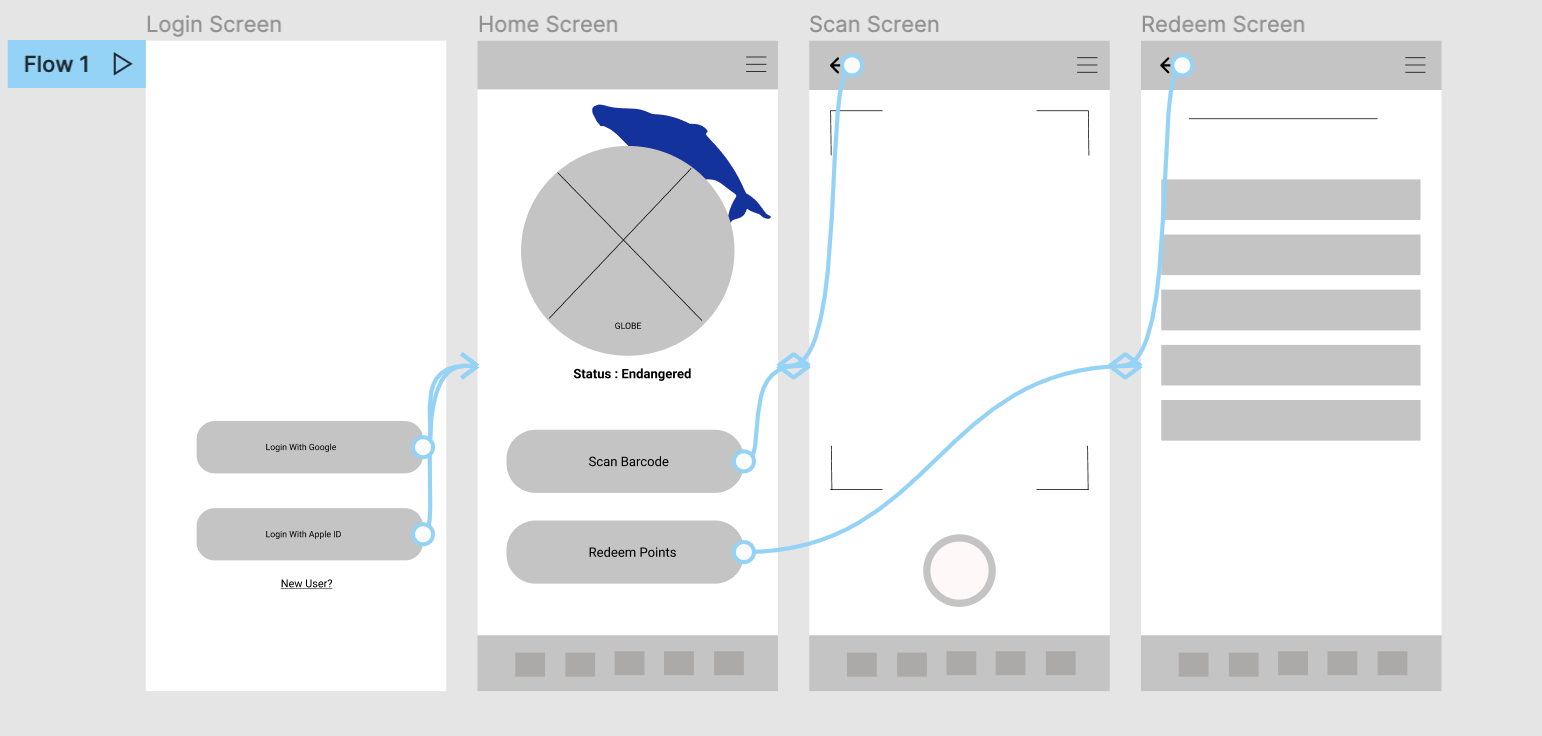 Login Screen
Home Screen
Scan Screen
Redeem Screen
Flow 1
GLOBE
Status : Endangered
Login With Google
Login With Apple ID
New User?
Scan Barcode
Redeem Points